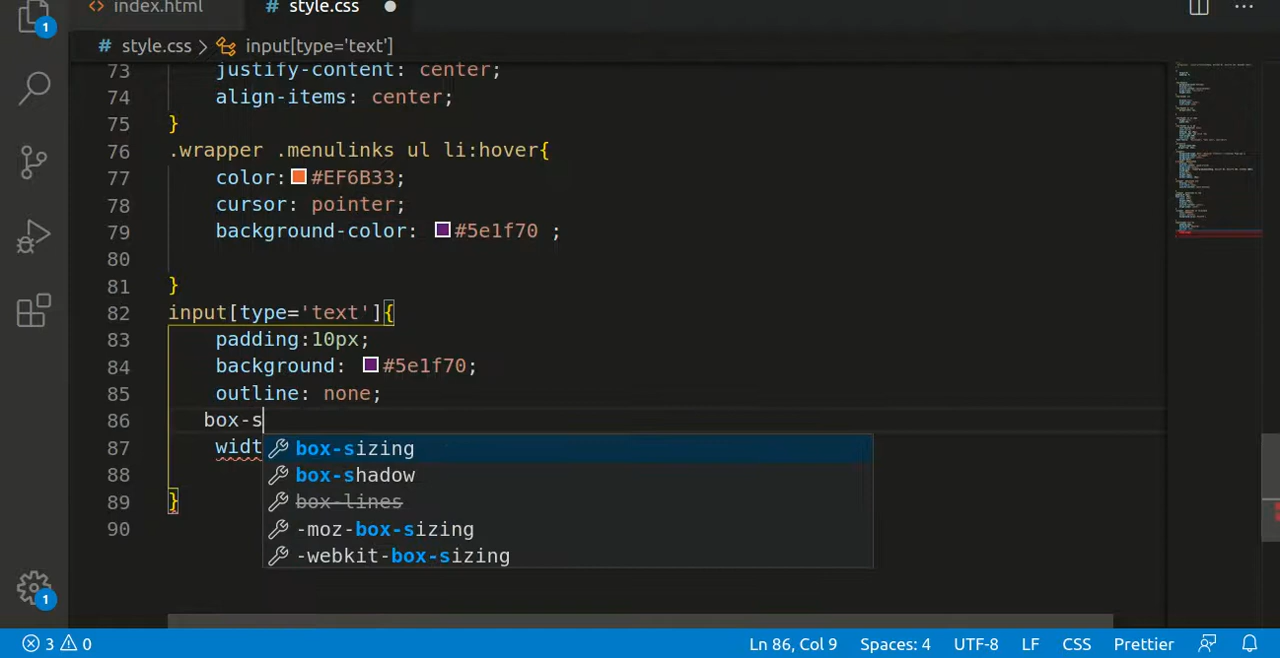 1
<> index.html
# style.css ●
# style.css > input[type='text']
73 justify-content: center;
74 align-items: center;
75 }
76 .wrapper .menulinks ul li:hover{
77 color: #EF6B33;
78 cursor: pointer;
79 background-color: #5e1f70 ;
80
81 }
82 input[type='text']{
83 padding:10px;
84 background: #5e1f70;
85 outline: none;
86 box-s
87 widt
88
89 }
90
box-sizing
box-shadow
box-lines
-moz-box-sizing
-webkit-box-sizing
1
3 0 Ln 86, Col 9 Spaces: 4 UTF-8 LF CSS Prettier